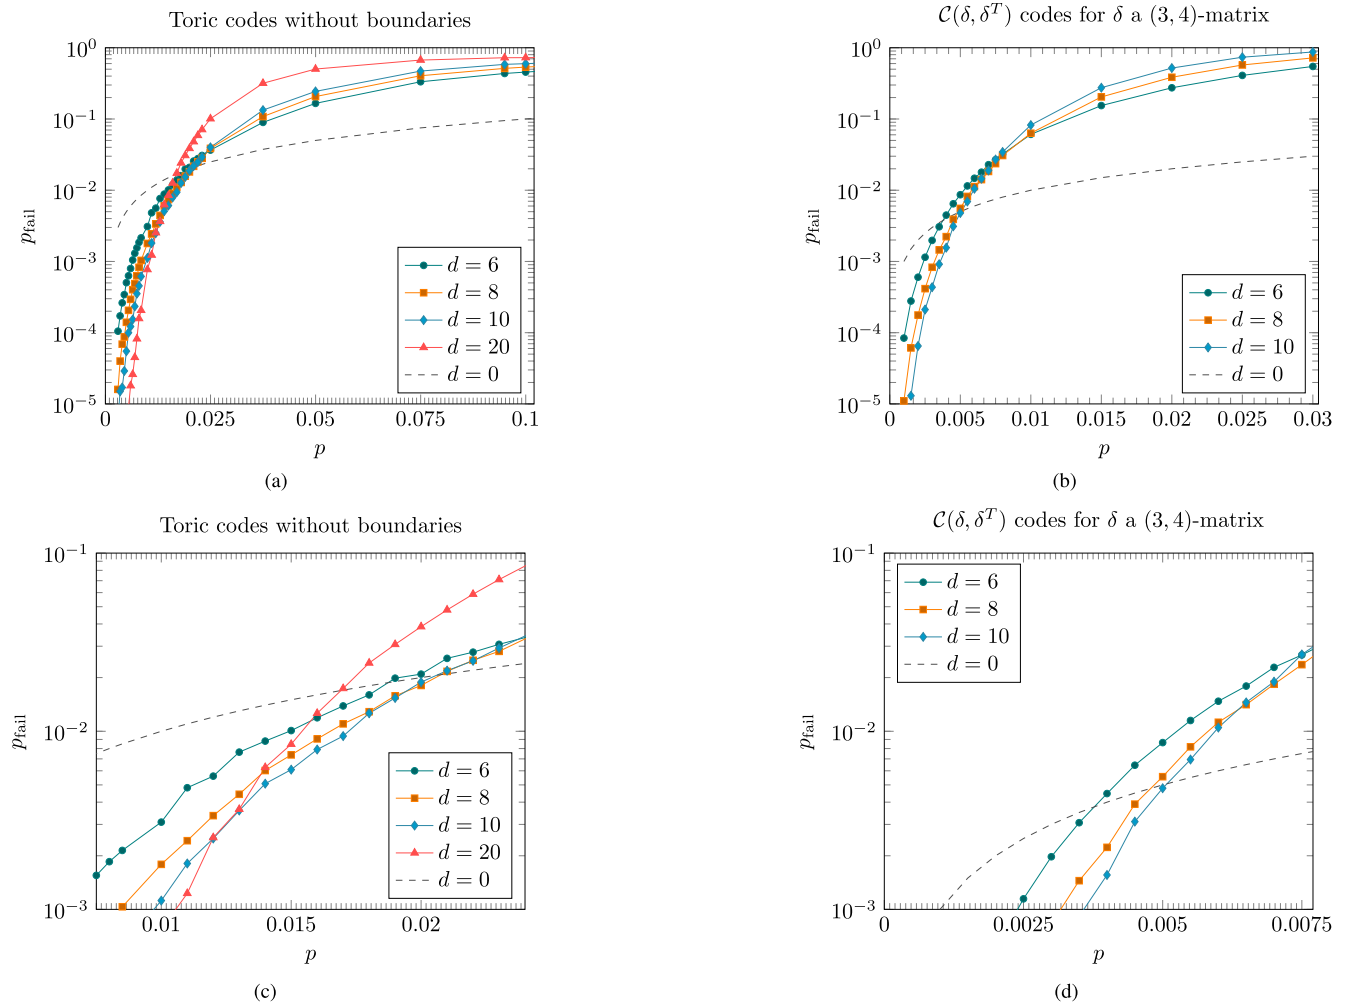 Toric codes without boundaries
10^0
10^−1
10^−2
10^−3
10^−4
10^−5
p_fail
d = 6
d = 8
d = 10
d = 20
d = 0
0 0.025 0.05 0.075 0.1
p
(a)
C(δ, δ^T) codes for δ a (3, 4)-matrix
10^0
10^−1
10^−2
10^−3
10^−4
10^−5
p_fail
d = 6
d = 8
d = 10
d = 0
0 0.005 0.01 0.015 0.02 0.025 0.03
p
(b)
Toric codes without boundaries
10^−1
10^−2
10^−3
p_fail
d = 6
d = 8
d = 10
d = 20
d = 0
0.01 0.015 0.02
p
(c)
C(δ, δ^T) codes for δ a (3, 4)-matrix
10^−1
10^−2
10^−3
p_fail
d = 6
d = 8
d = 10
d = 0
0 0.0025 0.005 0.0075
p
(d)